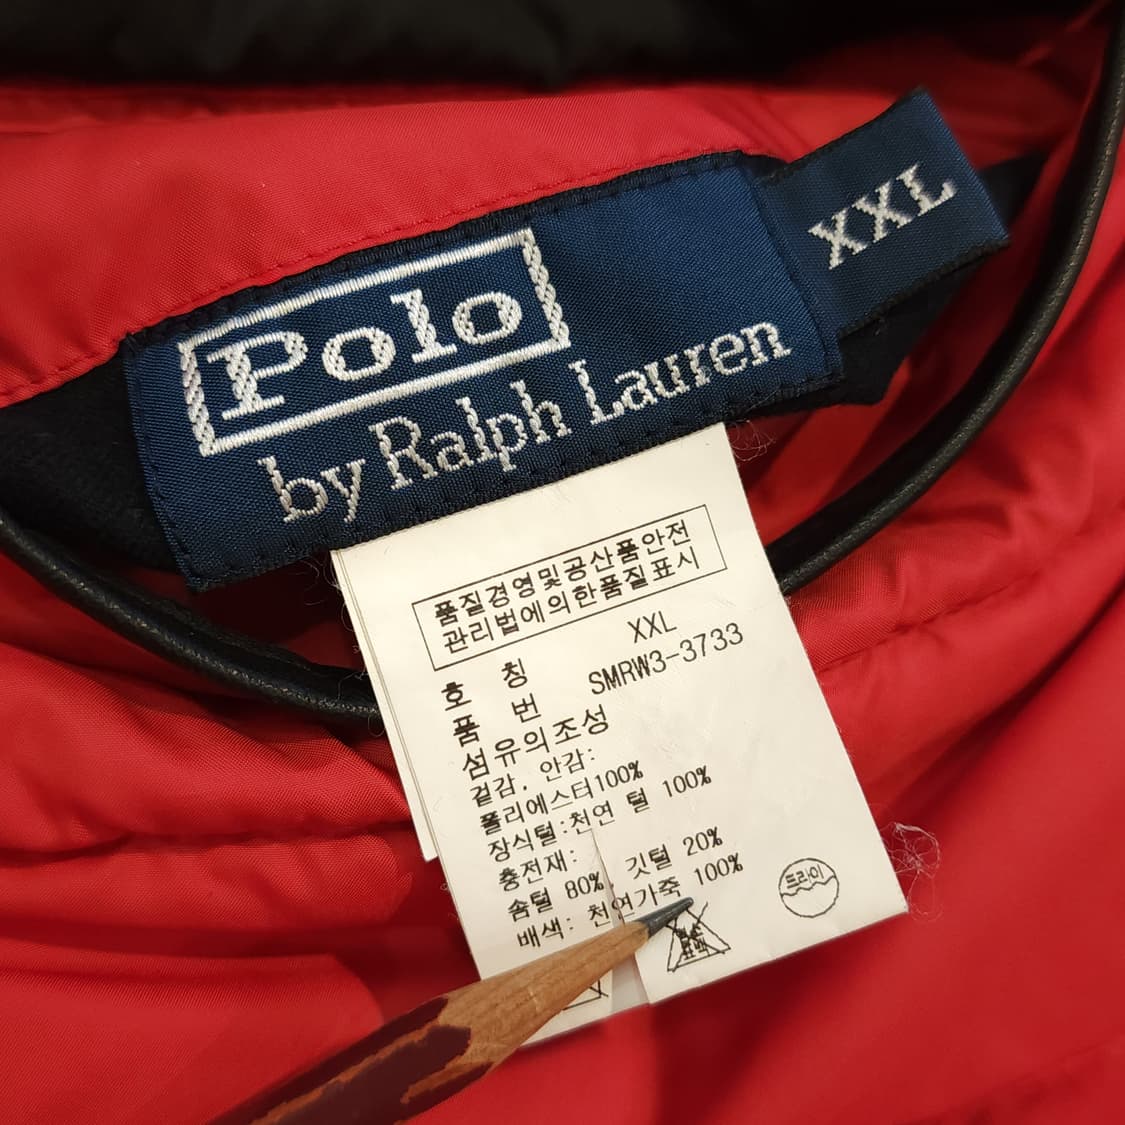 Polo
by Ralph Lauren
XXL
품질경영및공산품안전
관리법에의한품질표시
호 칭 XXL
품 번 SMRW3-3733
섬유의조성
겉감, 안감:
폴리에스터100%
장식털:천연 털 100%
충전재:
솜털 80%, 깃털 20%
배색: 천연가죽 100%
드라이